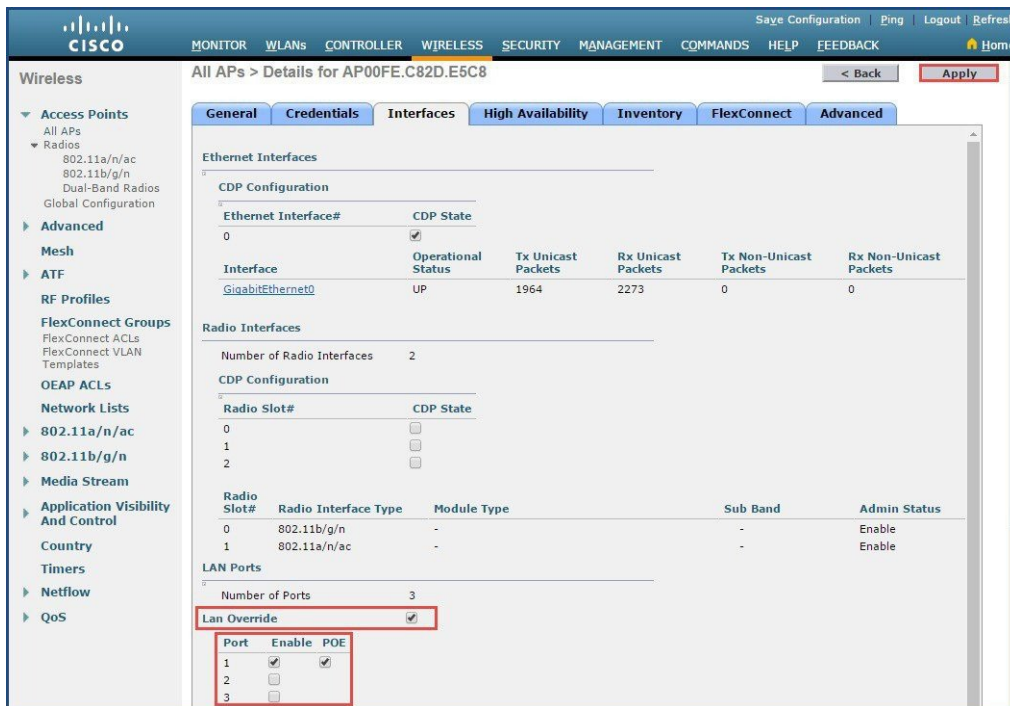 Save Configuration | Ping | Logout | Refres
CISCO
MONITOR WLANs CONTROLLER WIRELESS SECURITY MANAGEMENT COMMANDS HELP FEEDBACK Home
Wireless
All APs > Details for AP00FE.C82D.E5C8
< Back Apply
Access Points
All APs
Radios
802.11a/n/ac
802.11b/g/n
Dual-Band Radios
Global Configuration
Advanced
Mesh
ATF
RF Profiles
FlexConnect Groups
FlexConnect ACLs
FlexConnect VLAN
Templates
OEAP ACLs
Network Lists
802.11a/n/ac
802.11b/g/n
Media Stream
Application Visibility
And Control
Country
Timers
Netflow
QoS
General Credentials Interfaces High Availability Inventory FlexConnect Advanced
Ethernet Interfaces
CDP Configuration
Ethernet Interface# CDP State
0
Interface Operational Status Tx Unicast Packets Rx Unicast Packets Tx Non-Unicast Packets Rx Non-Unicast Packets
GigabitEthernet0 UP 1964 2273 0 0
Radio Interfaces
Number of Radio Interfaces 2
CDP Configuration
Radio Slot# CDP State
0
1
2
Radio Slot# Radio Interface Type Module Type Sub Band Admin Status
0 802.11b/g/n - - Enable
1 802.11a/n/ac - - Enable
LAN Ports
Number of Ports 3
Lan Override
Port Enable POE
1
2
3